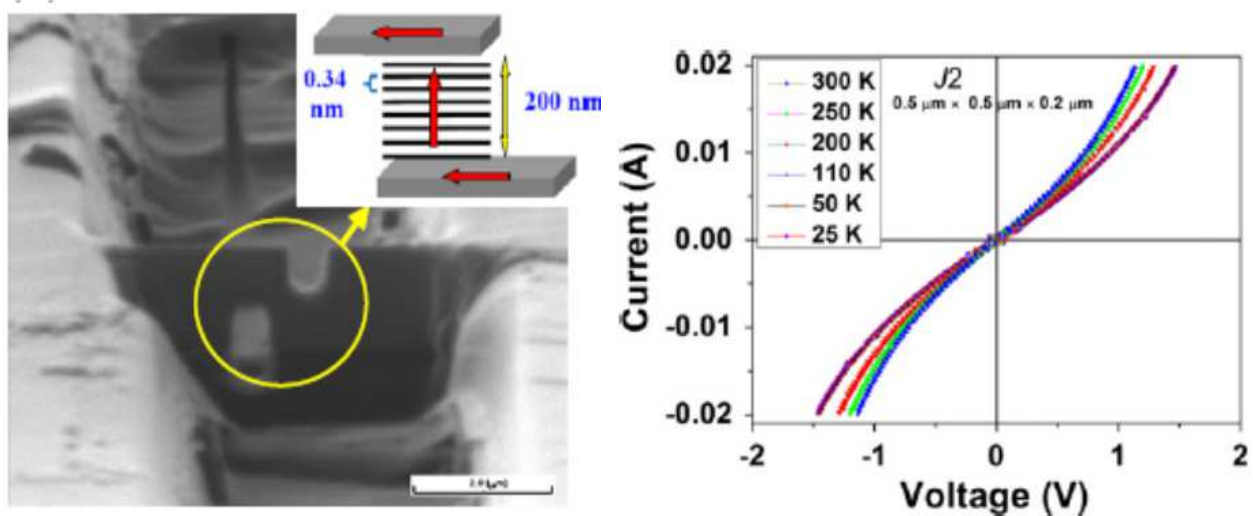 0.34
nm
200 nm
0.02
0.01
0.00
-0.01
-0.02
Current (A)
300 K
250 K
200 K
110 K
50 K
25 K
J2
0.5 μm × 0.5 μm × 0.2 μm
-2
-1
0
1
2
Voltage (V)